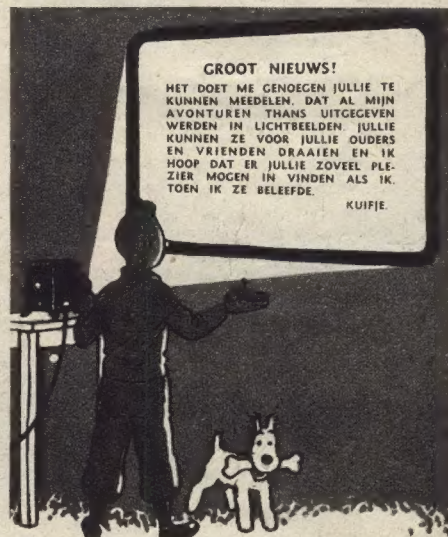 GROOT NIEUWS!
HET DOET ME GENOEGEN JULLIE TE
KUNNEN MEEDELEN, DAT AL MIJN
AVONTUREN THANS UITGEGEVEN
WERDEN IN LICHTBEELDEN. JULLIE
KUNNEN ZE VOOR JULLIE OUDERS
EN VRIENDEN DRAAIEN EN IK
HOOP DAT ER JULLIE ZOVEEL PLE-
ZIER MOGEN IN VINDEN ALS IK.
TOEN IK ZE BELEEFDE.
KUIFJE.